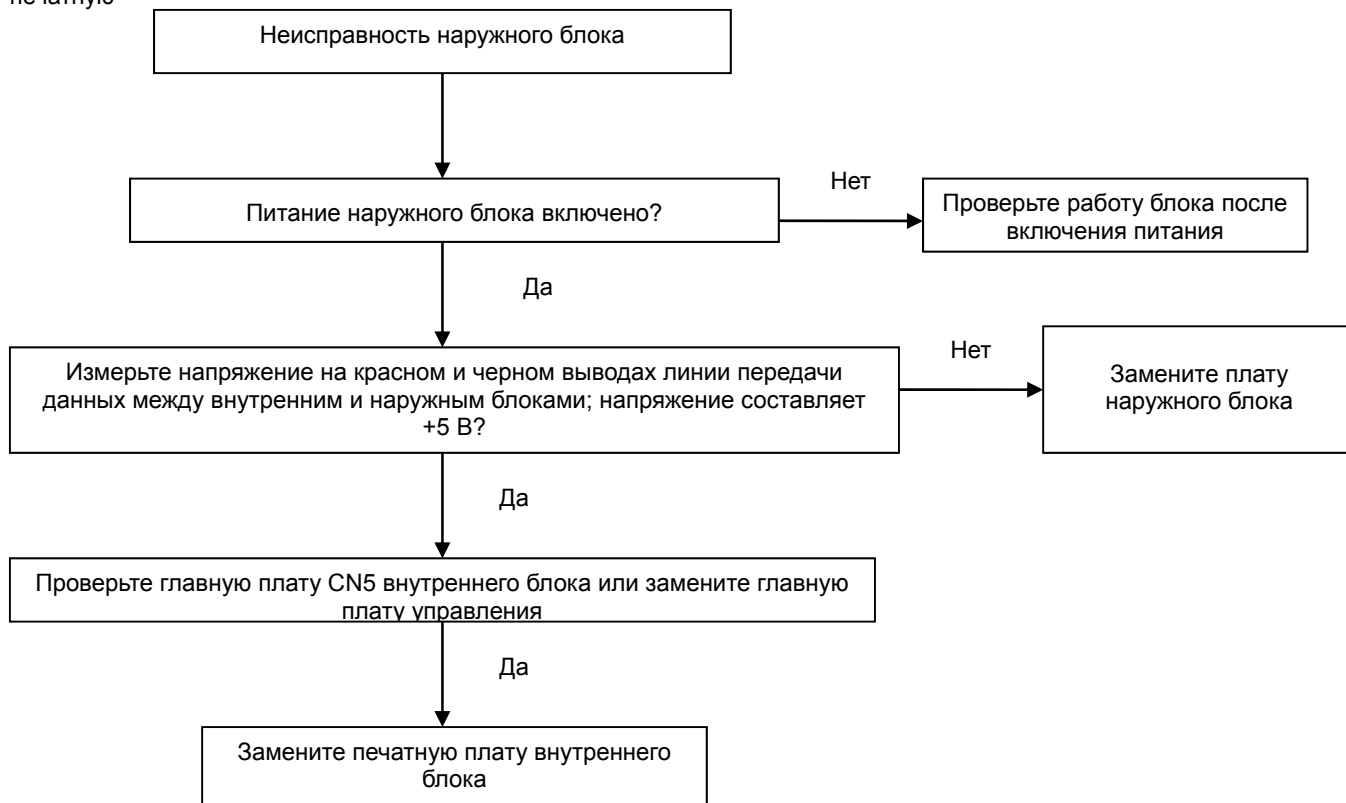 печатную
Неисправность наружного блока
Нет
Питание наружного блока включено?
Проверьте работу блока после
включения питания
Да
Нет
Измерьте напряжение на красном и черном выводах линии передачи
данных между внутренним и наружным блоками; напряжение составляет
+5 В?
Замените плату
наружного блока
Да
Проверьте главную плату CN5 внутреннего блока или замените главную
плату управления
Да
Замените печатную плату внутреннего
блока